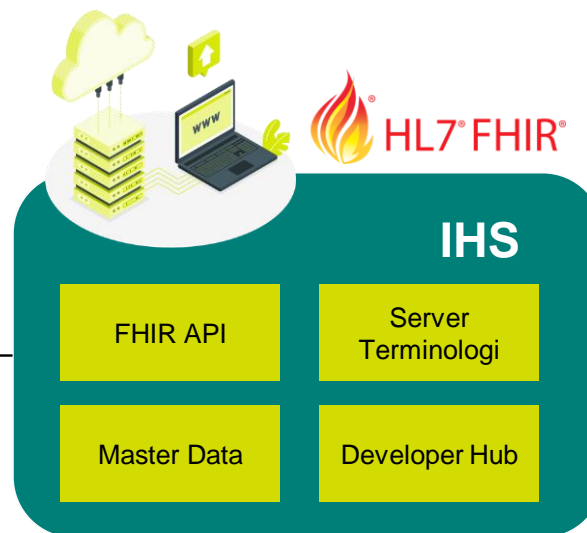 www
HL7® FHIR®
IHS
FHIR API
Server
Terminologi
Master Data
Developer Hub